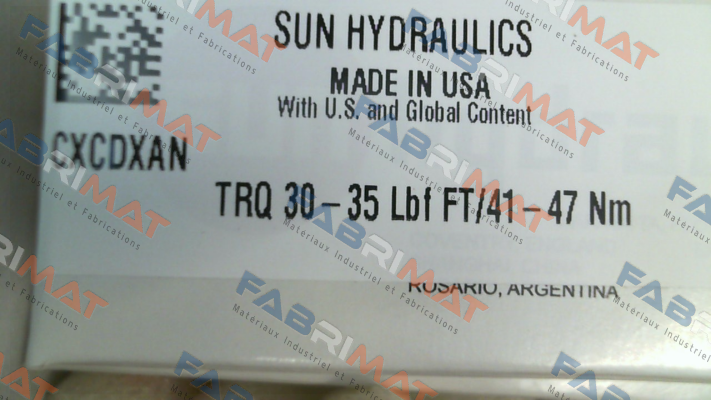 SUN HYDRAULICS
MADE IN USA
With U.S. and Global Content
CXCDXAN
TRQ 30-35 Lbf FT/41-47 Nm
ROSARIO, ARGENTINA
FABRIMAT
Matériaux Industriel et Fabrications